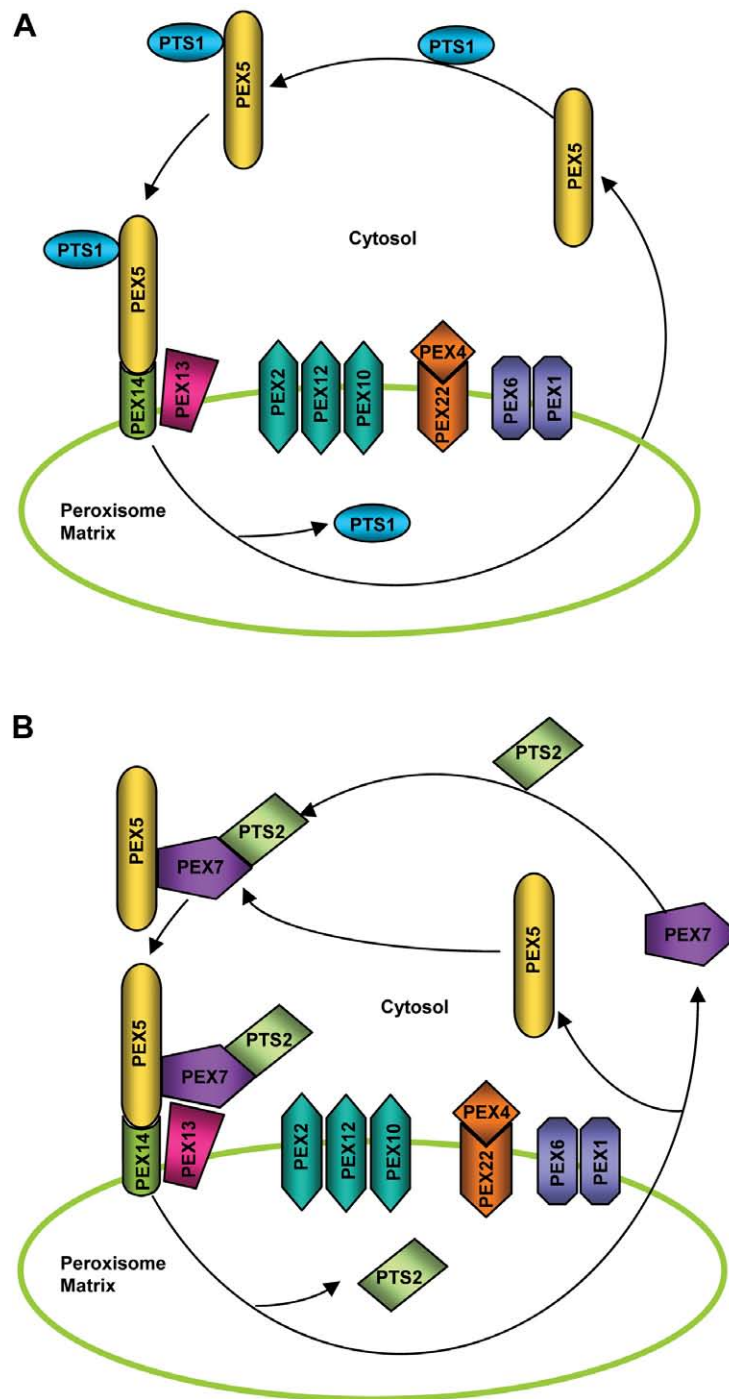 A
PTS1
PEX5
PTS1
PEX5
PTS1
PEX5
Cytosol
PEX14
PEX13
PEX2
PEX12
PEX10
PEX4
PEX22
PEX6
PEX1
Peroxisome
Matrix
PTS1
B
PTS2
PEX5
PEX7
PTS2
PEX5
PEX7
PEX5
PEX7
PTS2
Cytosol
PEX14
PEX13
PEX2
PEX12
PEX10
PEX4
PEX22
PEX6
PEX1
Peroxisome
Matrix
PTS2